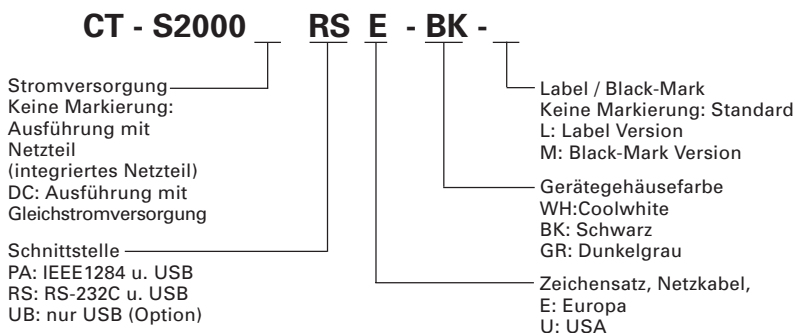 CT - S2000 RS E - BK -
Stromversorgung
Keine Markierung:
Ausführung mit
Netzteil
(integriertes Netzteil)
DC: Ausführung mit
Gleichstromversorgung
Schnittstelle
PA: IEEE1284 u. USB
RS: RS-232C u. USB
UB: nur USB (Option)
Label / Black-Mark
Keine Markierung: Standard
L: Label Version
M: Black-Mark Version
Gerätegehäusefarbe
WH:Coolwhite
BK: Schwarz
GR: Dunkelgrau
Zeichensatz, Netzkabel,
E: Europa
U: USA